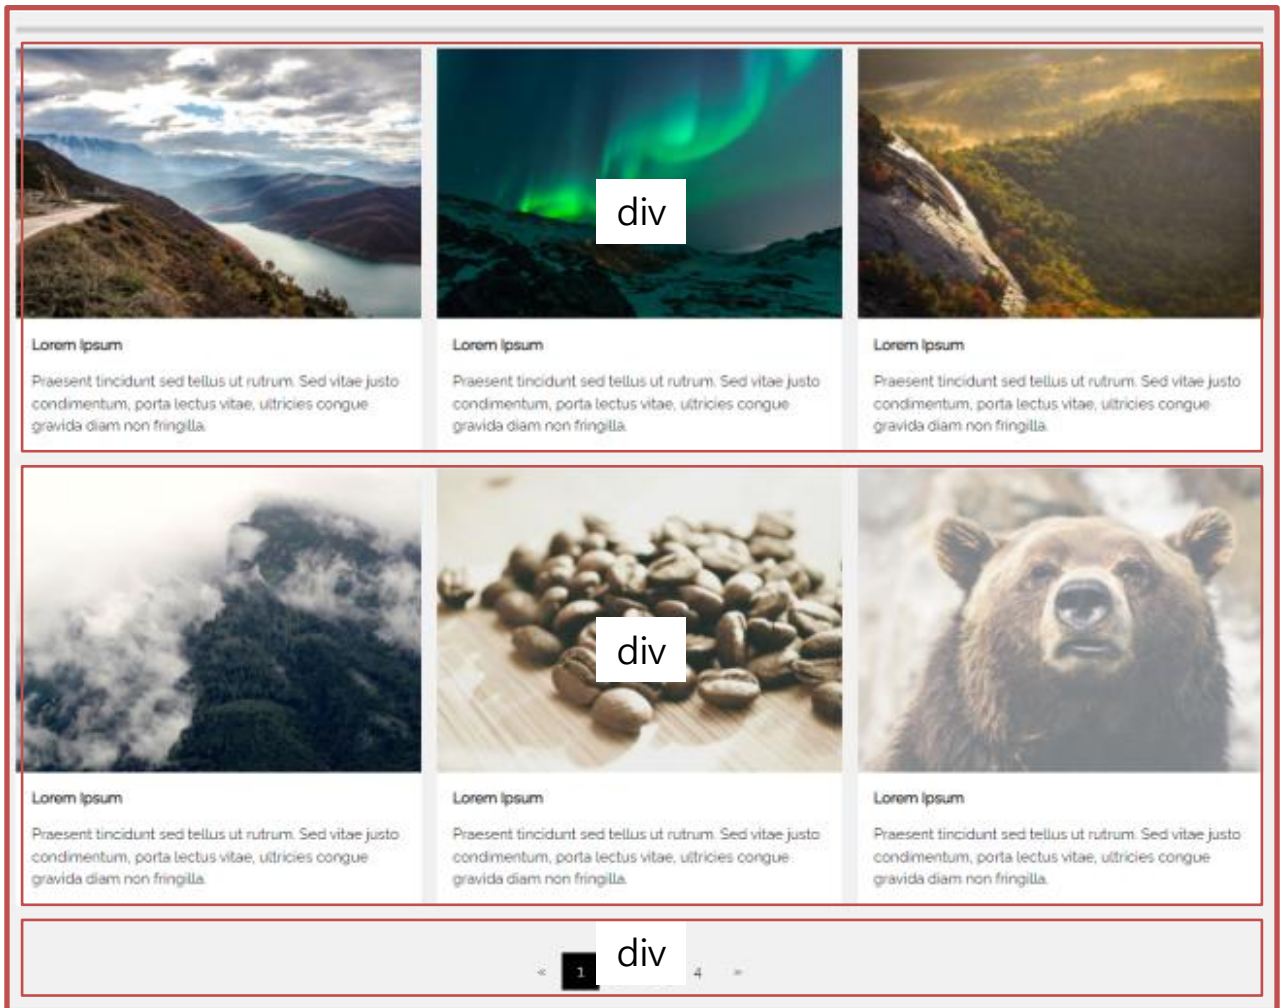 div
Lorem Ipsum
Praesent tincidunt sed tellus ut rutrum. Sed vitae justo
condimentum, porta lectus vitae, ultricies congue
gravida diam non fringilla.
Lorem Ipsum
Praesent tincidunt sed tellus ut rutrum. Sed vitae justo
condimentum, porta lectus vitae, ultricies congue
gravida diam non fringilla.
Lorem Ipsum
Praesent tincidunt sed tellus ut rutrum. Sed vitae justo
condimentum, porta lectus vitae, ultricies congue
gravida diam non fringilla.
div
Lorem Ipsum
Praesent tincidunt sed tellus ut rutrum. Sed vitae justo
condimentum, porta lectus vitae, ultricies congue
gravida diam non fringilla.
Lorem Ipsum
Praesent tincidunt sed tellus ut rutrum. Sed vitae justo
condimentum, porta lectus vitae, ultricies congue
gravida diam non fringilla.
Lorem Ipsum
Praesent tincidunt sed tellus ut rutrum. Sed vitae justo
condimentum, porta lectus vitae, ultricies congue
gravida diam non fringilla.
div
« 1 4 »